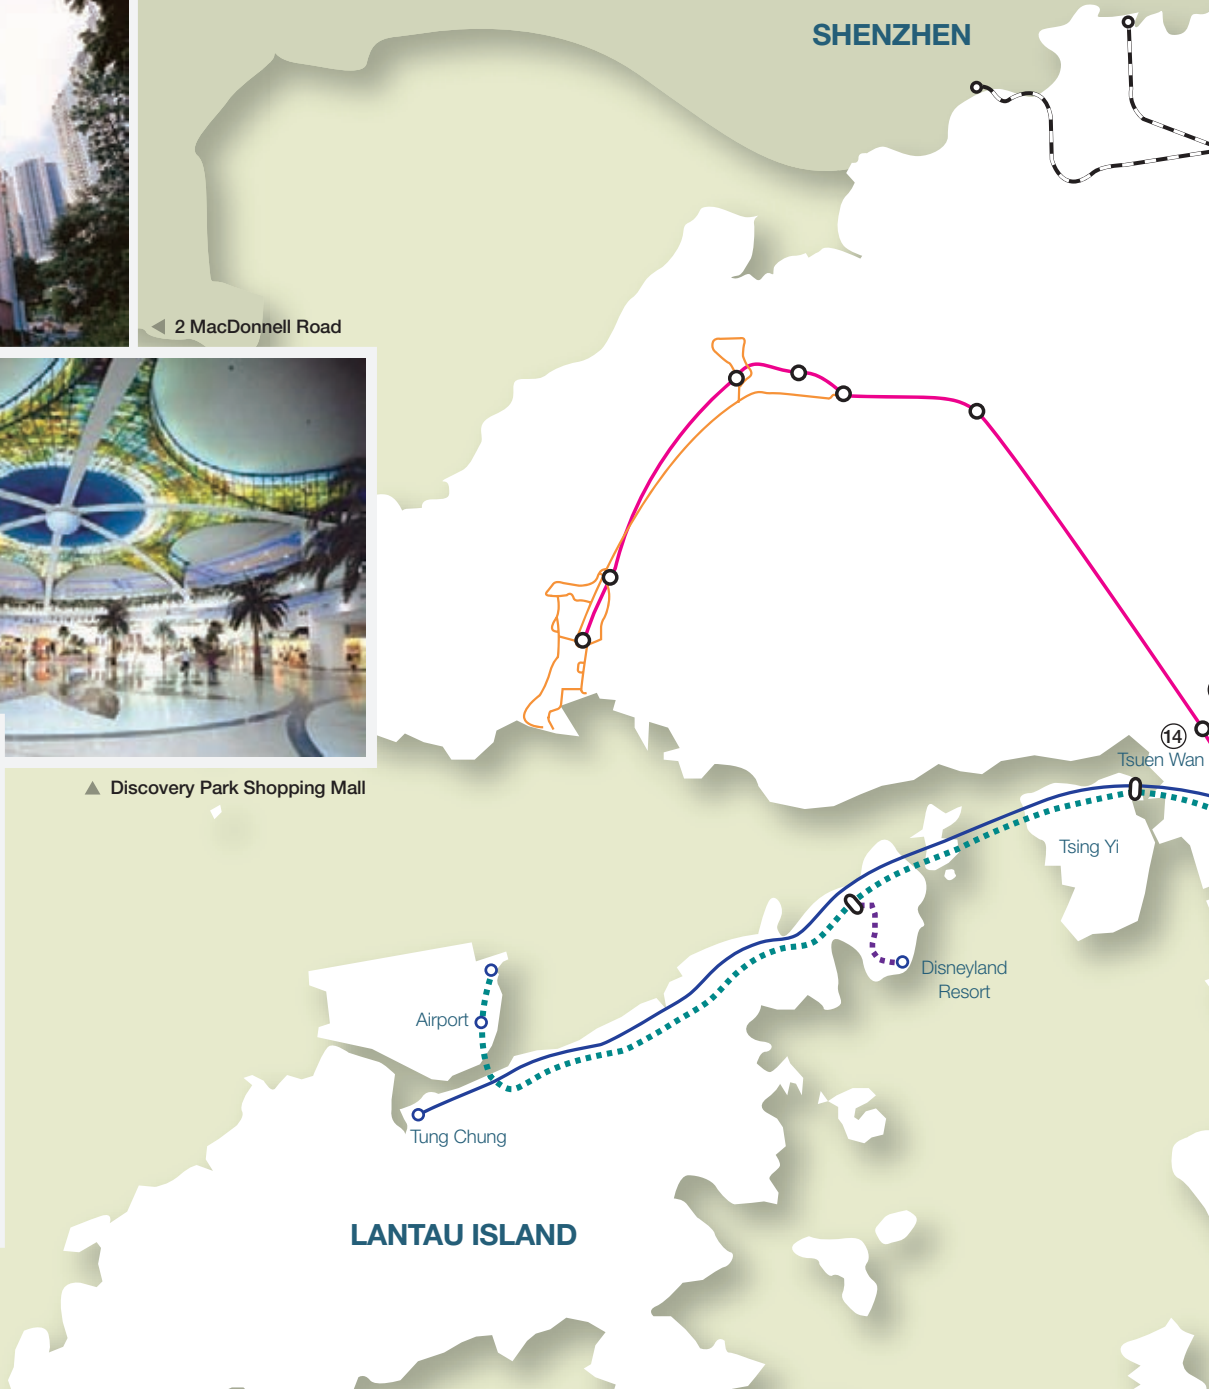 SHENZHEN
2 MacDonnell Road
14
Tsuen Wan
Discovery Park Shopping Mall
Tsing Yi
Disneyland
Resort
Airport
Tung Chung
LANTAU ISLAND